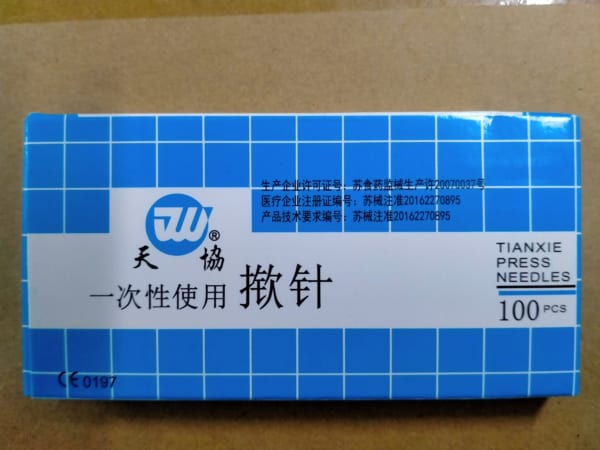 生产企业许可证号：苏食药监械生产许20070037号
医疗企业注册证编号：苏械注准20162270895
产品技术要求编号：苏械注准20162270895
JW®
天 協
一次性使用 揿针
TIANXIE
PRESS
NEEDLES
100 PCS
CE 0197